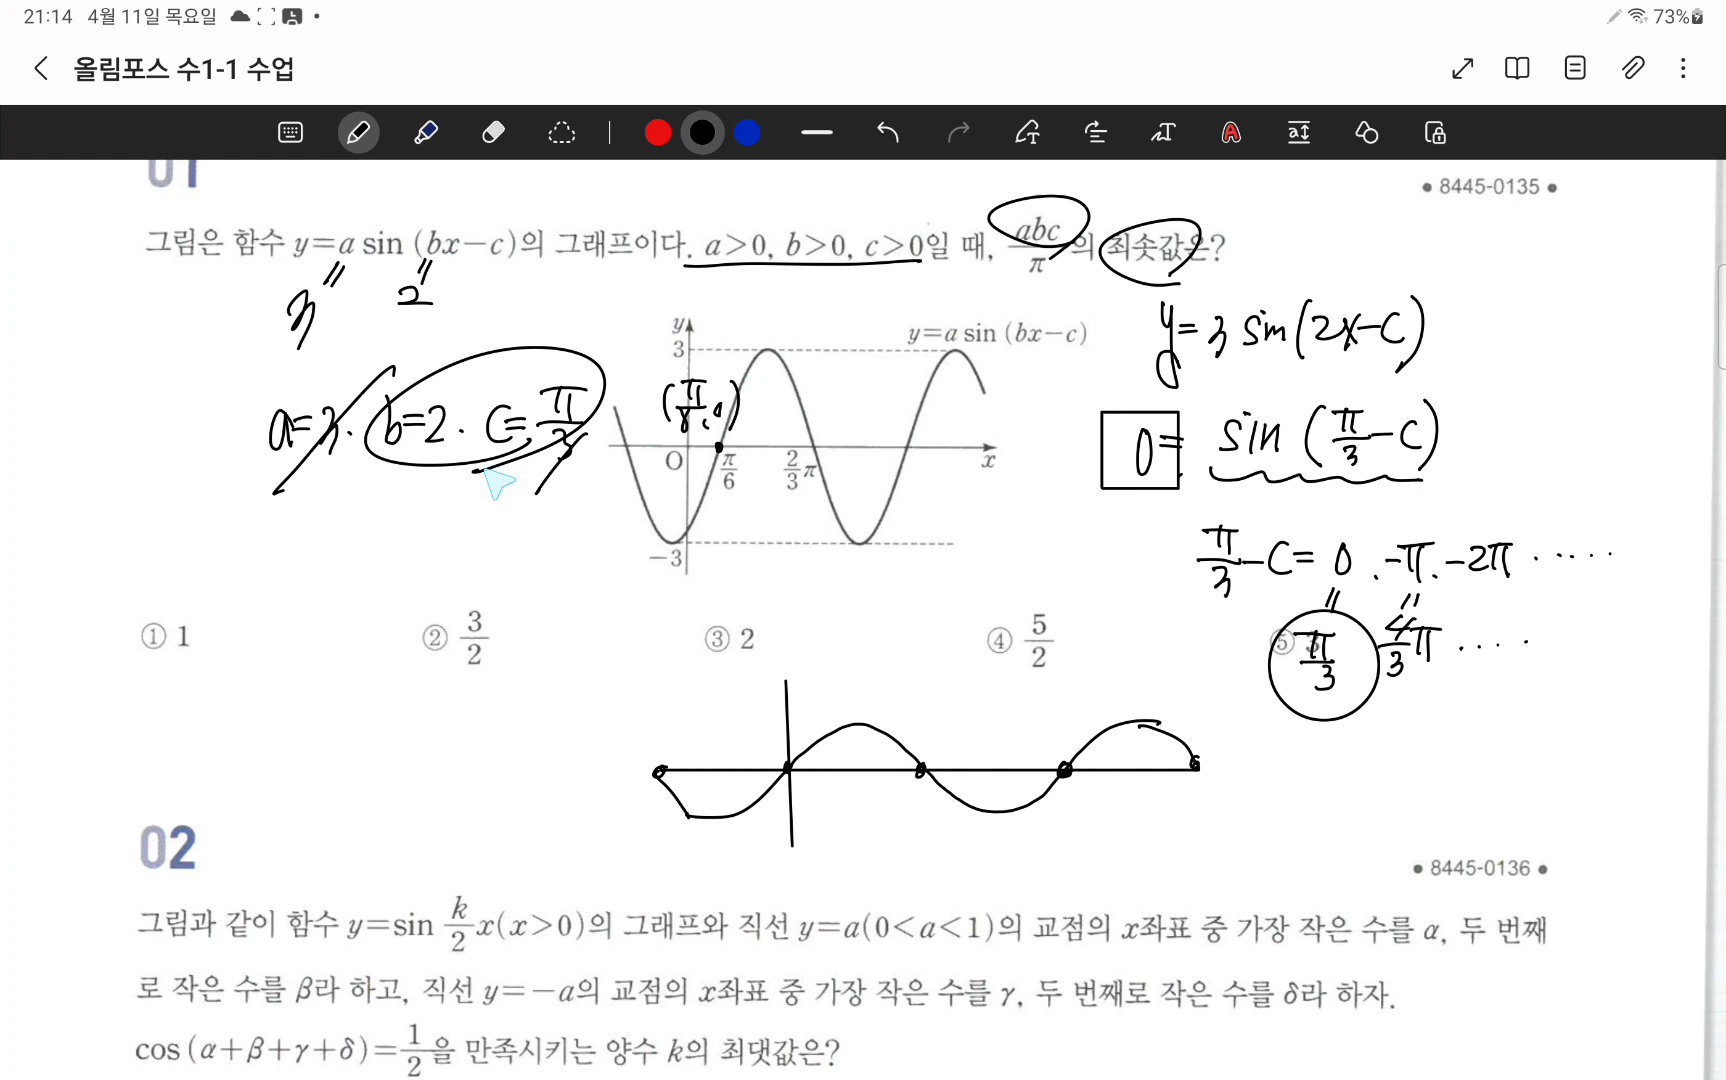 21:14 4월 11일 목요일
73%
올림포스 수1-1 수업
01
● 8445-0135 ●
그림은 함수 y=a sin (bx-c)의 그래프이다. a>0, b>0, c>0일 때, abc/π 의 최솟값은?
3 2
y=3 sin(2x-c)
y
3
y=a sin (bx-c)
a=3. b=2. c=π/3
0= sin (π/3-c)
O π/6 2/3π x
-3
π/3-c= 0.-π.-2π.....
① 1 ② 3/2 ③ 2 ④ 5/2 ⑤ 3
π/3 4/3π ....
02
● 8445-0136 ●
그림과 같이 함수 y=sin k/2 x(x>0)의 그래프와 직선 y=a(0<a<1)의 교점의 x좌표 중 가장 작은 수를 α, 두 번째
로 작은 수를 β라 하고, 직선 y=-a의 교점의 x좌표 중 가장 작은 수를 γ, 두 번째로 작은 수를 δ라 하자.
cos (α+β+γ+δ)=1/2을 만족시키는 양수 k의 최댓값은?